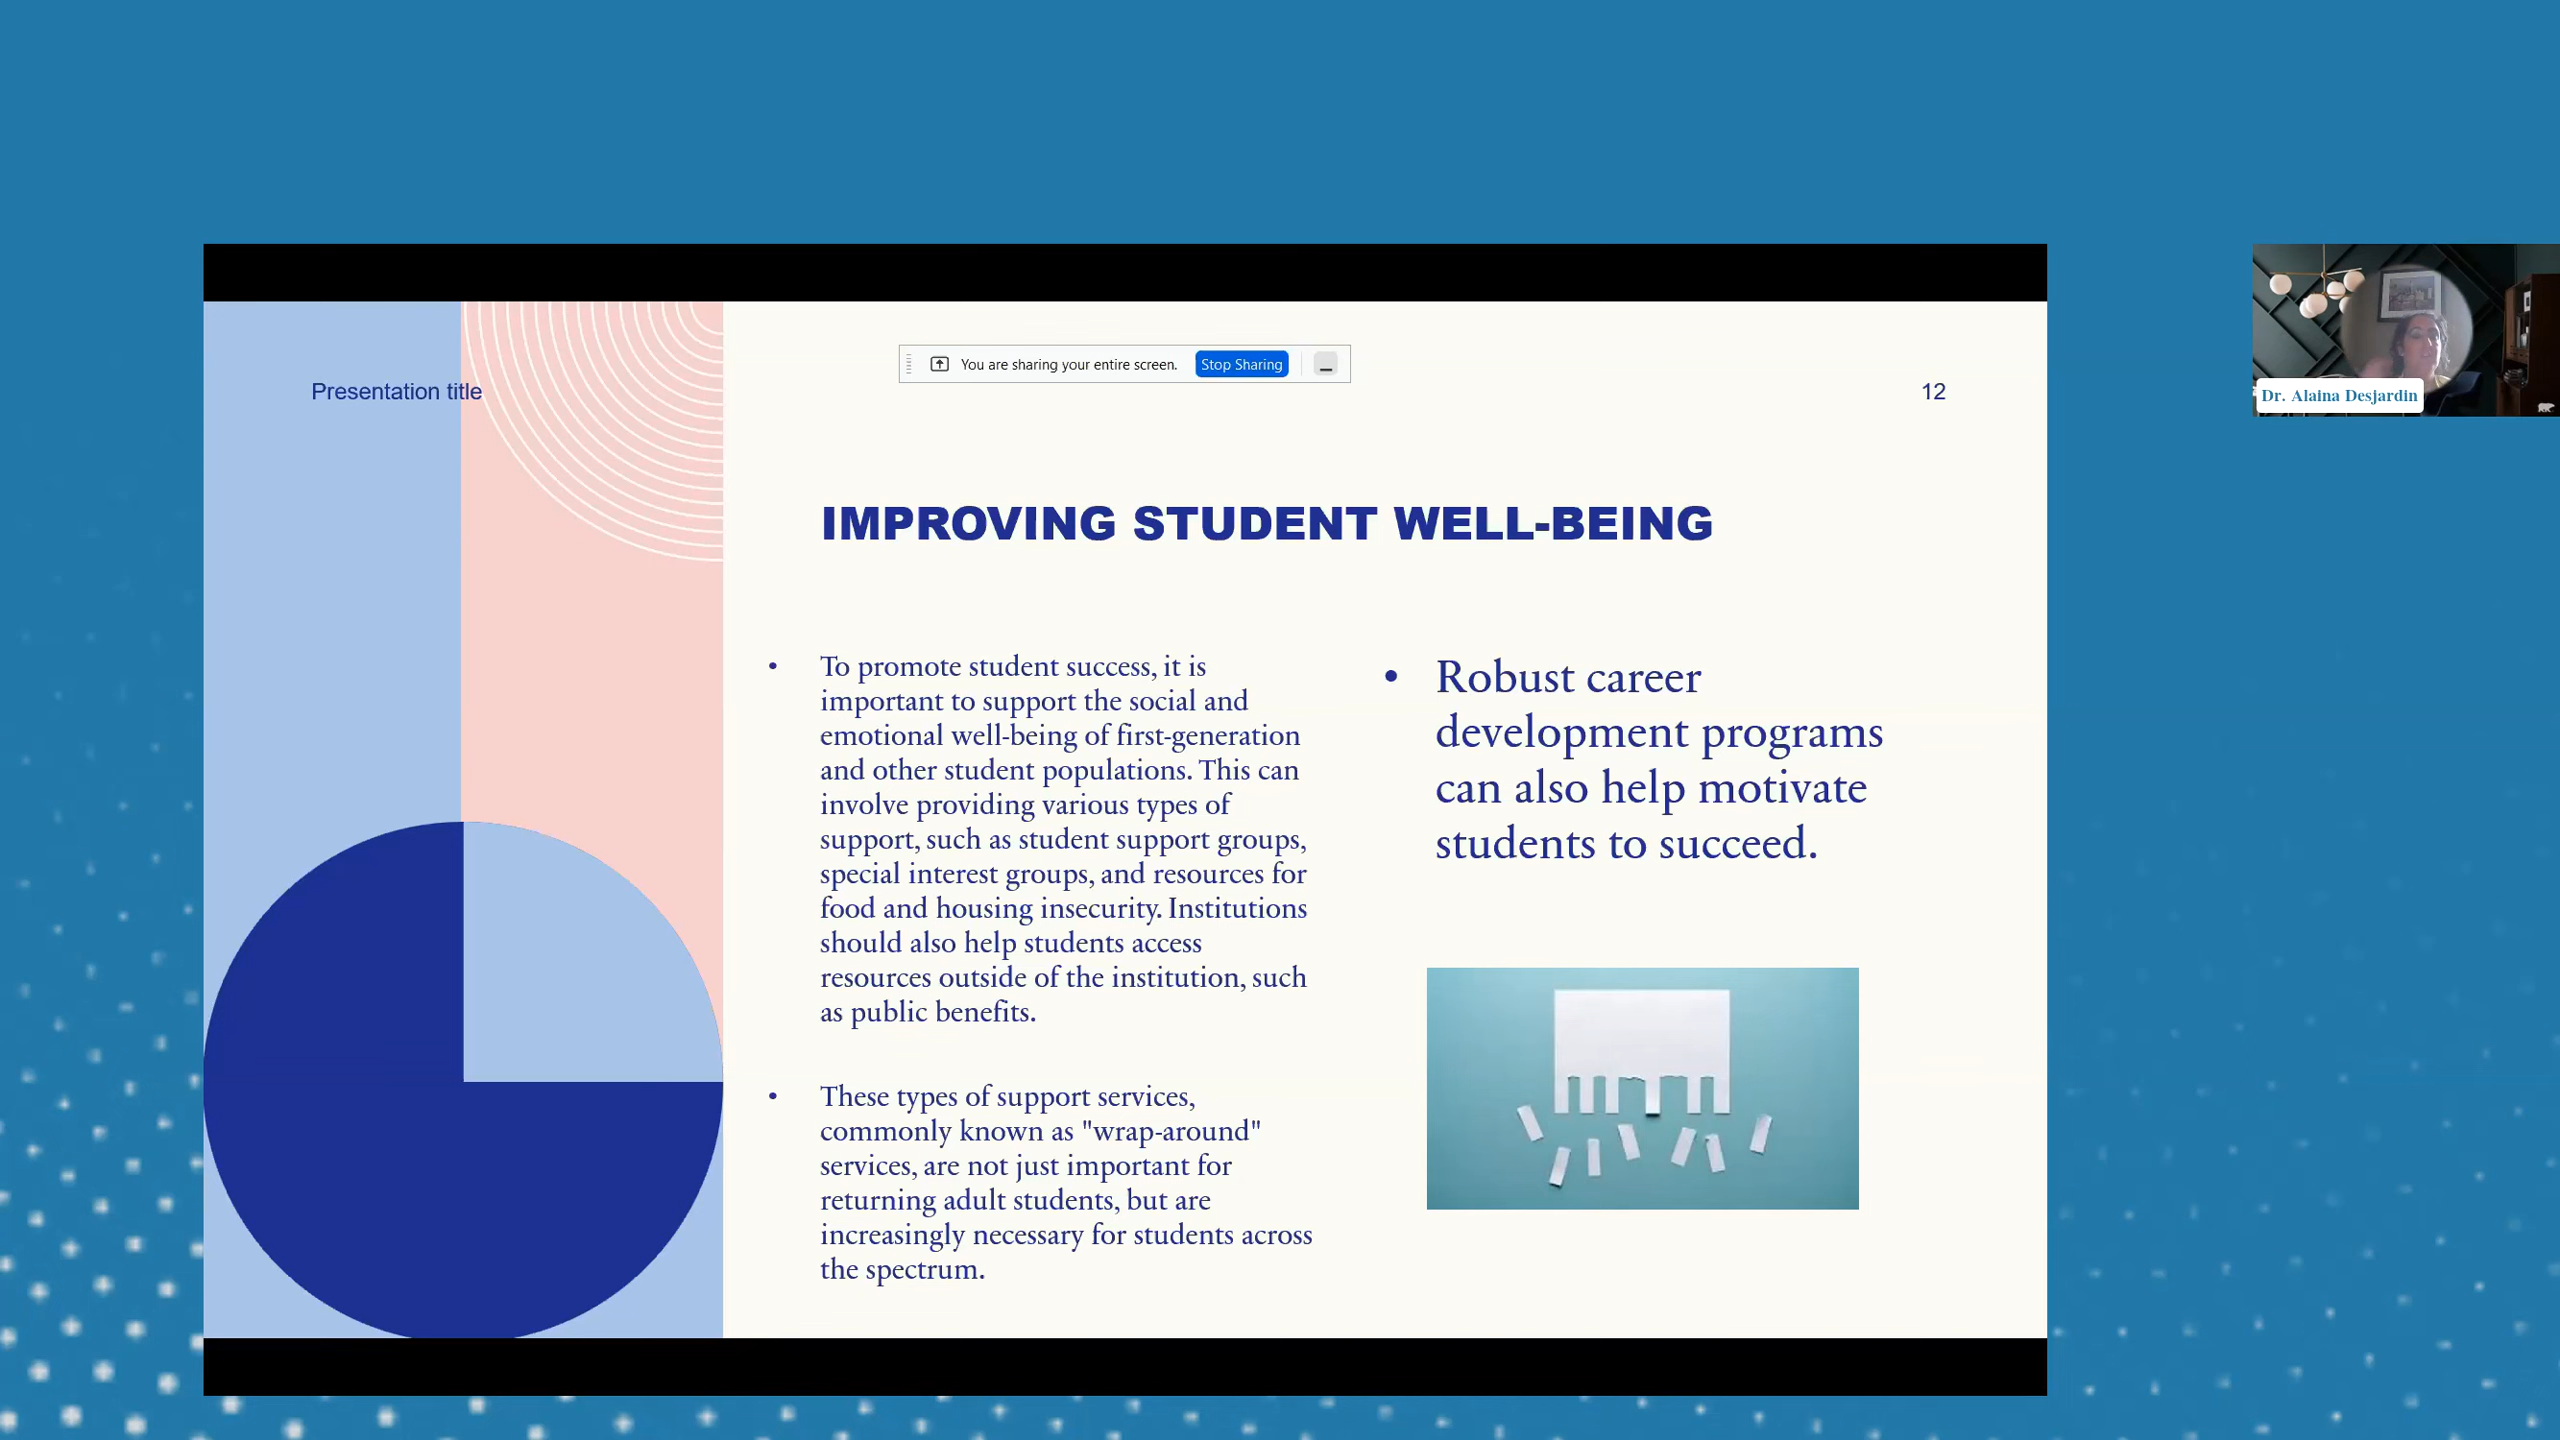 You are sharing your entire screen. Stop Sharing
Presentation title
12
Dr. Alaina Desjardin
IMPROVING STUDENT WELL-BEING
• To promote student success, it is
important to support the social and
emotional well-being of first-generation
and other student populations. This can
involve providing various types of
support, such as student support groups,
special interest groups, and resources for
food and housing insecurity. Institutions
should also help students access
resources outside of the institution, such
as public benefits.
• These types of support services,
commonly known as "wrap-around"
services, are not just important for
returning adult students, but are
increasingly necessary for students across
the spectrum.
• Robust career
development programs
can also help motivate
students to succeed.